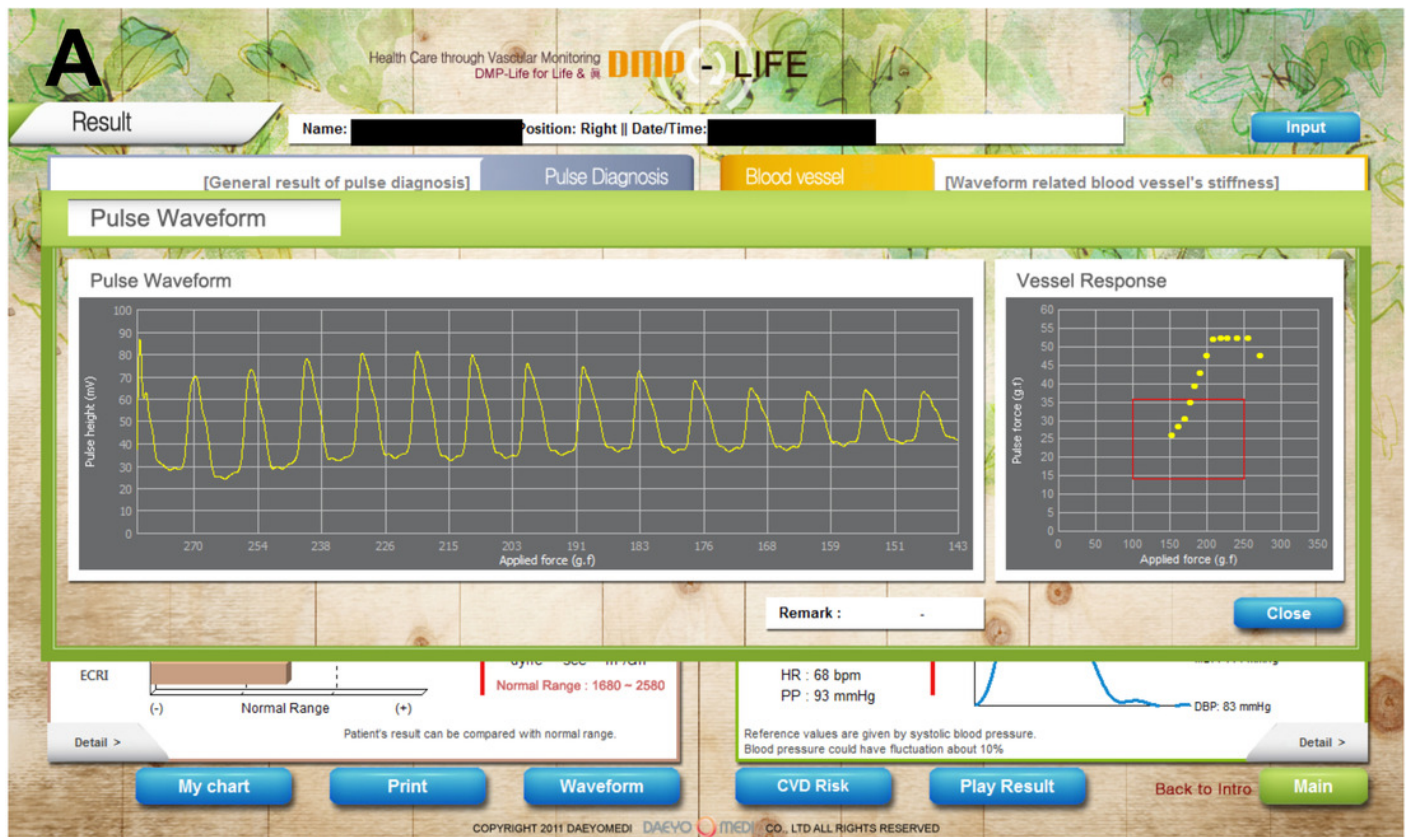 A
Health Care through Vascular Monitoring
DMP-Life for Life & 眞
DMP - LIFE
Result
Name:
Position: Right || Date/Time:
Input
[General result of pulse diagnosis]
Pulse Diagnosis
Blood vessel
[Waveform related blood vessel's stiffness]
Pulse Waveform
Pulse Waveform
Pulse height (mV)
100
90
80
70
60
50
40
30
20
10
0
270 254 238 226 215 203 191 183 176 168 159 151 143
Applied force (g.f)
Vessel Response
Pulse force (g.f)
60
55
50
45
40
35
30
25
20
15
10
5
0
0 50 100 150 200 250 300 350
Applied force (g.f)
Remark : -
Close
ECRI
(-) Normal Range (+)
Normal Range : 1680 ~ 2580
Patient's result can be compared with normal range.
Detail >
HR : 68 bpm
PP : 93 mmHg
DBP: 83 mmHg
Reference values are given by systolic blood pressure.
Blood pressure could have fluctuation about 10%
Detail >
My chart
Print
Waveform
CVD Risk
Play Result
Back to Intro
Main
COPYRIGHT 2011 DAEYOMEDI DAEYO MEDI CO., LTD ALL RIGHTS RESERVED